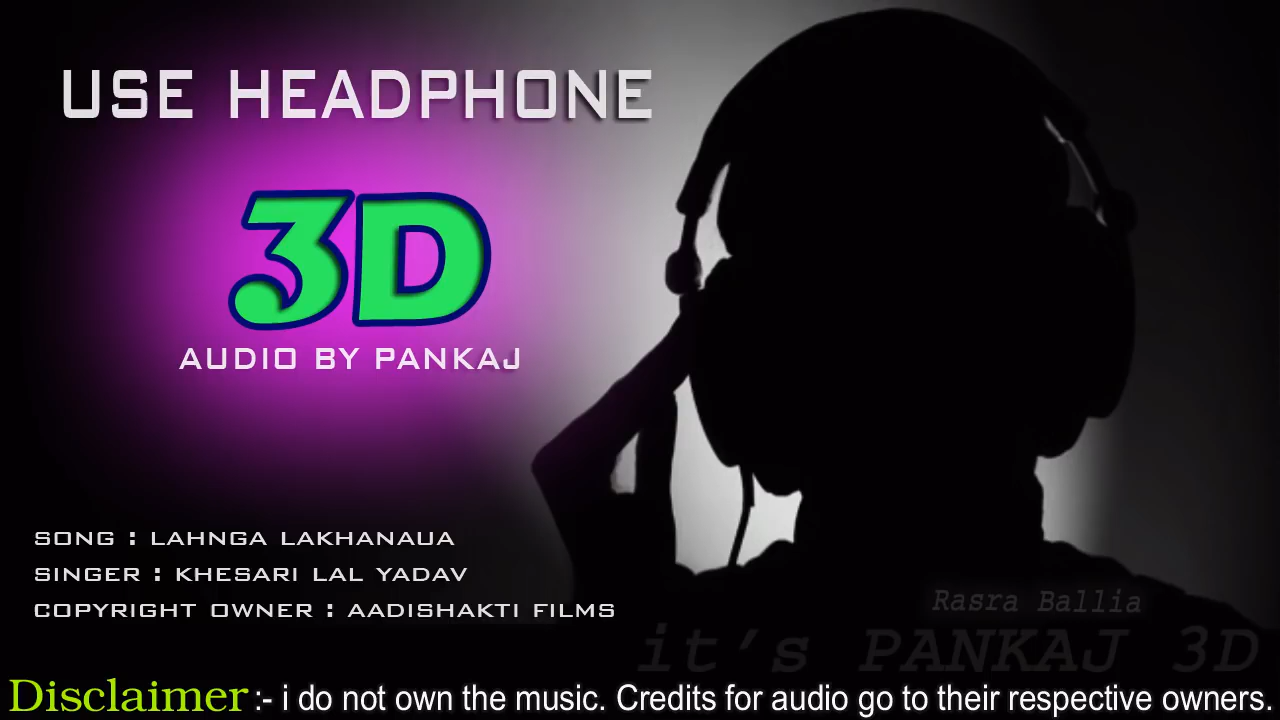 USE HEADPHONE
3D
AUDIO BY PANKAJ
SONG : LAHNGA LAKHANAUA
SINGER : KHESARI LAL YADAV
COPYRIGHT OWNER : AADISHAKTI FILMS
Rasra Ballia
it's PANKAJ 3D
Disclaimer :- i do not own the music. Credits for audio go to their respective owners.